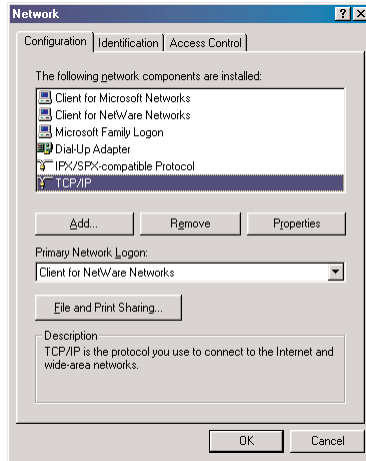 Network
Configuration Identification Access Control
The following network components are installed:
Client for Microsoft Networks
Client for NetWare Networks
Microsoft Family Logon
Dial-Up Adapter
IPX/SPX-compatible Protocol
TCP/IP
Add... Remove Properties
Primary Network Logon:
Client for NetWare Networks
File and Print Sharing...
Description
TCP/IP is the protocol you use to connect to the Internet and
wide-area networks.
OK Cancel